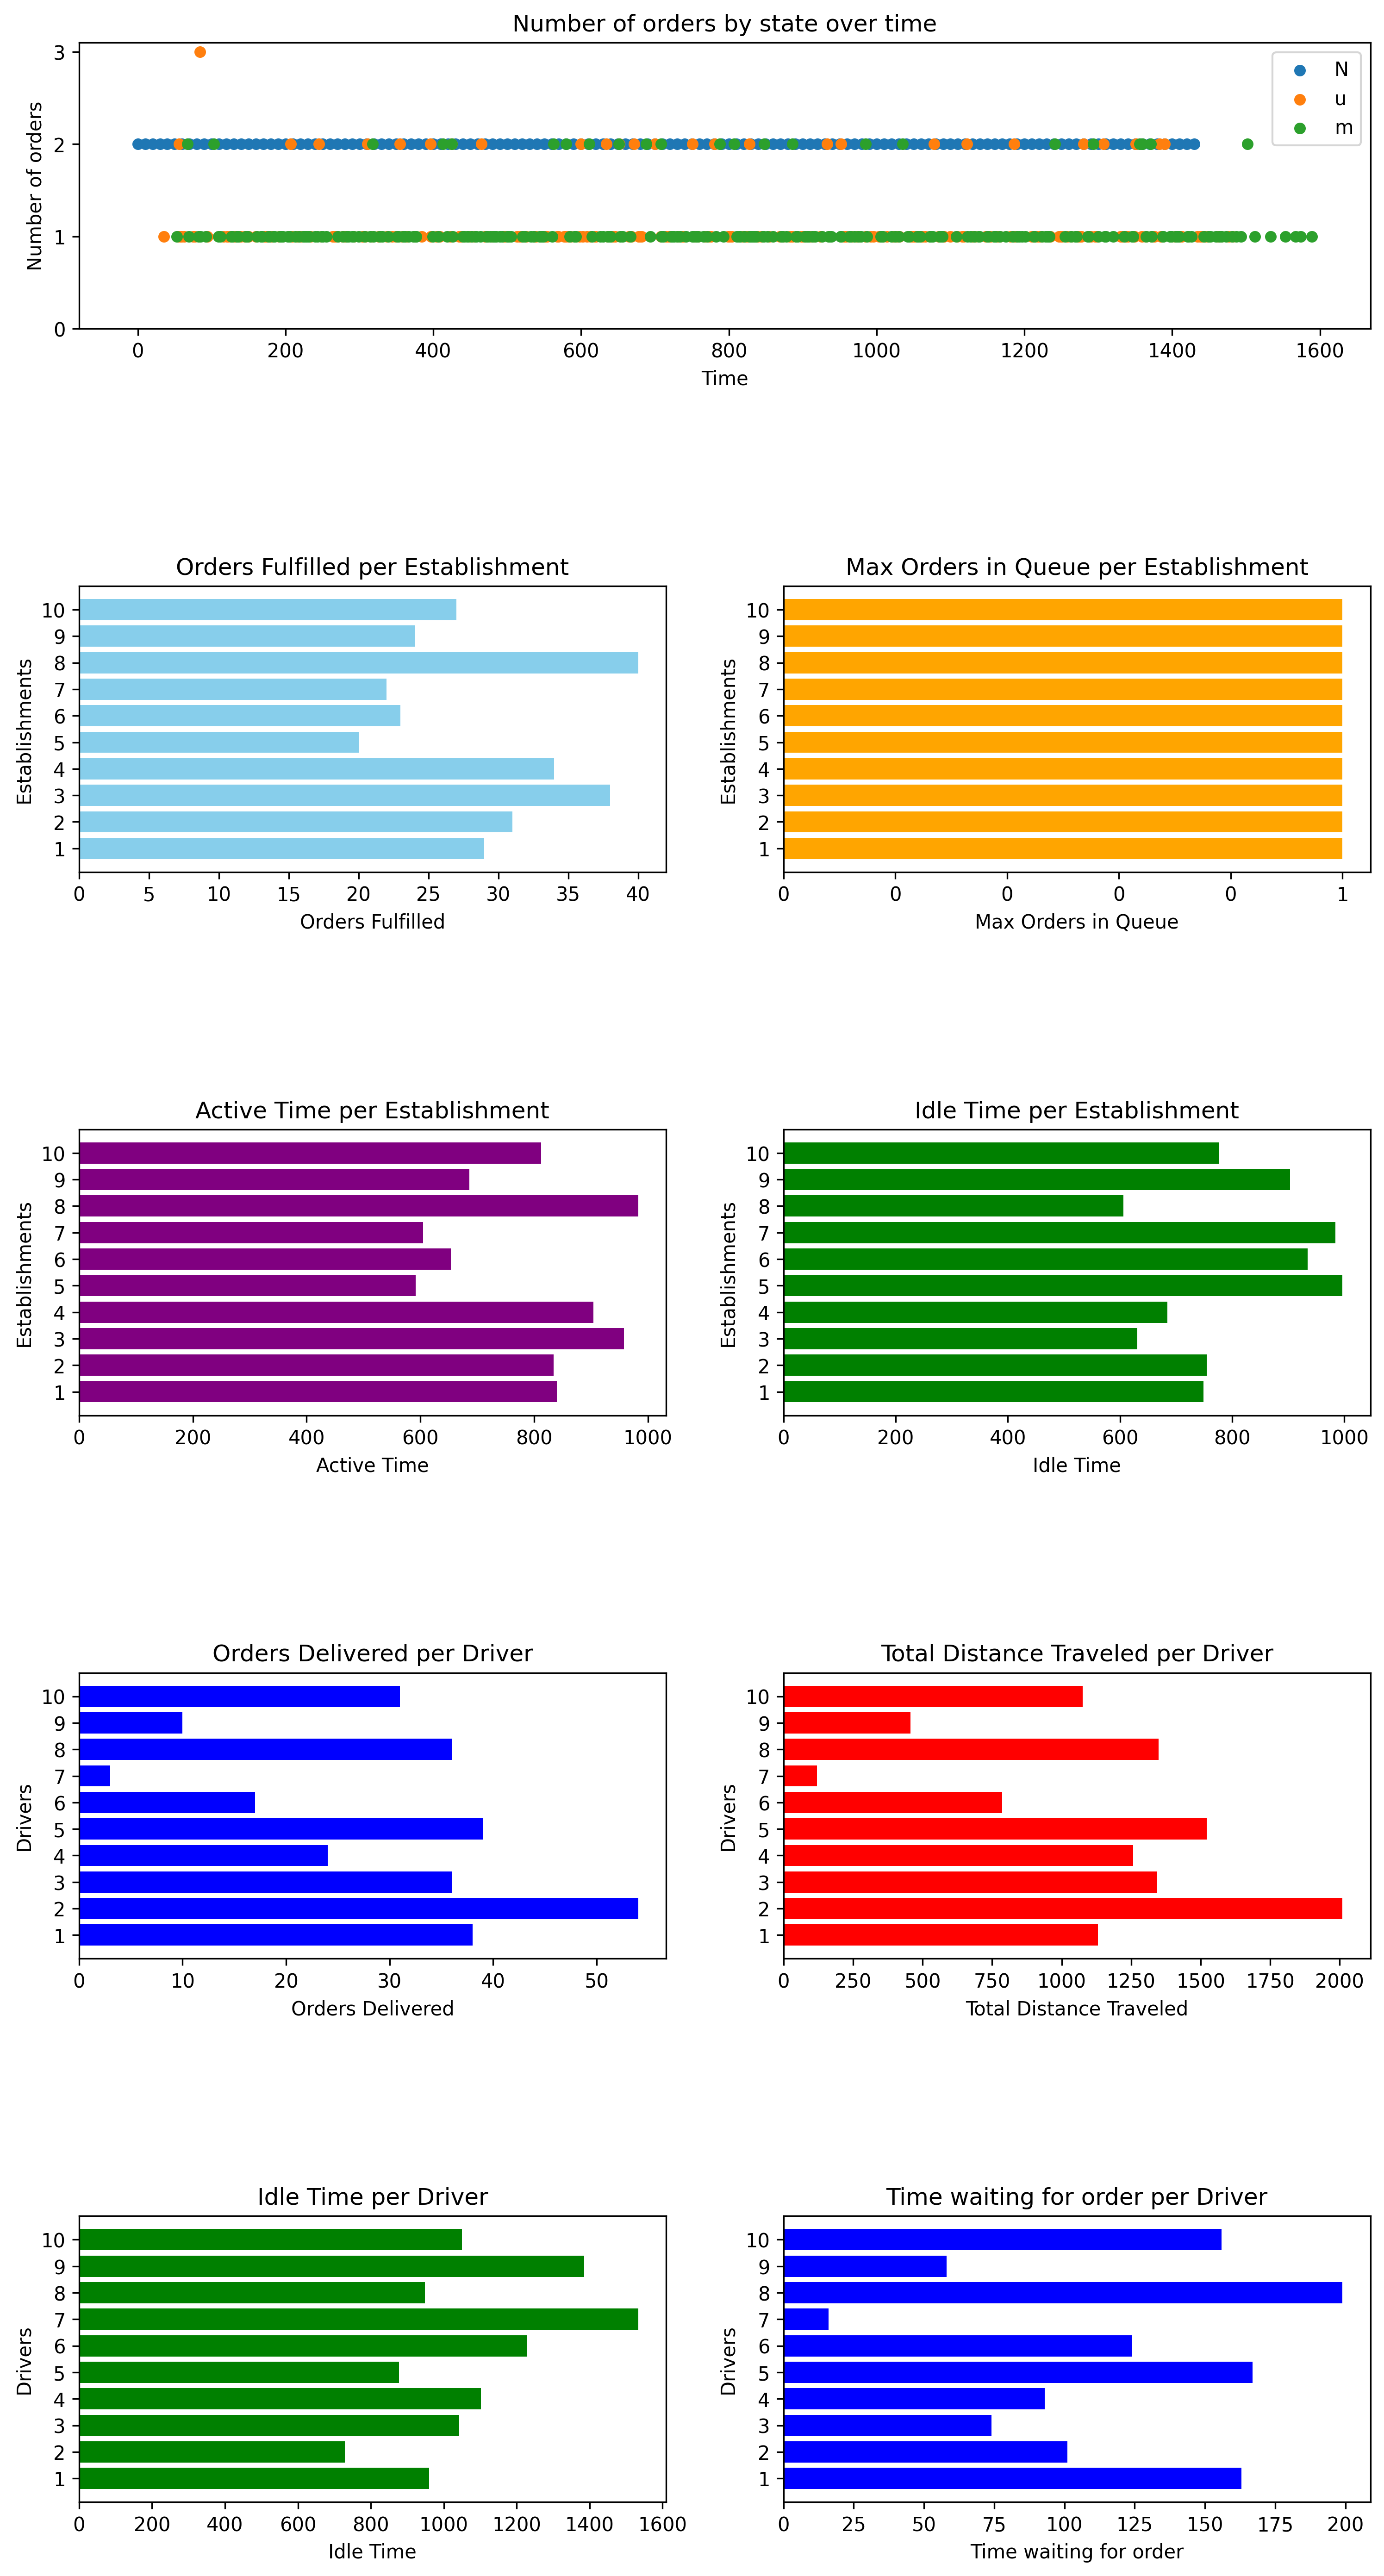 Number of orders by state over time
Number of orders
3
2
1
0
N
u
m
0 200 400 600 800 1000 1200 1400 1600
Time
Orders Fulfilled per Establishment
Establishments
10
9
8
7
6
5
4
3
2
1
0 5 10 15 20 25 30 35 40
Orders Fulfilled
Max Orders in Queue per Establishment
Establishments
10
9
8
7
6
5
4
3
2
1
0 0 0 0 0 1
Max Orders in Queue
Active Time per Establishment
Establishments
10
9
8
7
6
5
4
3
2
1
0 200 400 600 800 1000
Active Time
Idle Time per Establishment
Establishments
10
9
8
7
6
5
4
3
2
1
0 200 400 600 800 1000
Idle Time
Orders Delivered per Driver
Drivers
10
9
8
7
6
5
4
3
2
1
0 10 20 30 40 50
Orders Delivered
Total Distance Traveled per Driver
Drivers
10
9
8
7
6
5
4
3
2
1
0 250 500 750 1000 1250 1500 1750 2000
Total Distance Traveled
Idle Time per Driver
Drivers
10
9
8
7
6
5
4
3
2
1
0 200 400 600 800 1000 1200 1400 1600
Idle Time
Time waiting for order per Driver
Drivers
10
9
8
7
6
5
4
3
2
1
0 25 50 75 100 125 150 175 200
Time waiting for order